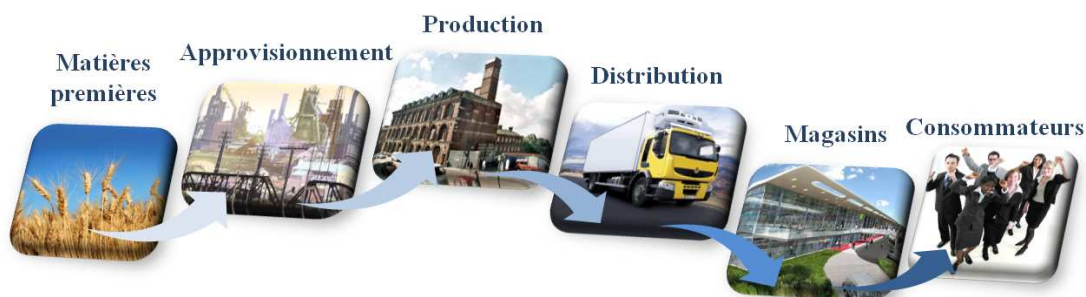 Matières
premières
Approvisionnement
Production
Distribution
Magasins
Consommateurs